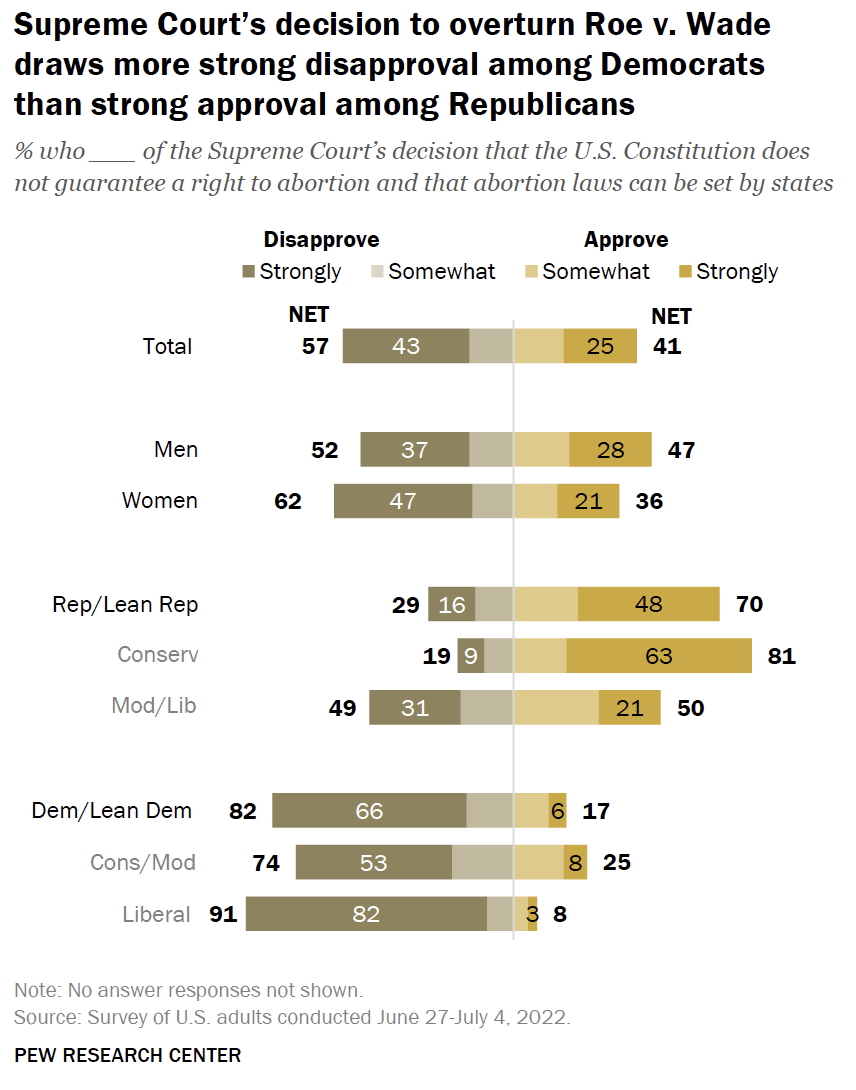 Supreme Court's decision to overturn Roe v. Wade
draws more strong disapproval among Democrats
than strong approval among Republicans
% who ___ of the Supreme Court's decision that the U.S. Constitution does
not guarantee a right to abortion and that abortion laws can be set by states
Disapprove Approve
Strongly Somewhat Somewhat Strongly
NET NET
Total 57 43 25 41
Men 52 37 28 47
Women 62 47 21 36
Rep/Lean Rep 29 16 48 70
Conserv 19 9 63 81
Mod/Lib 49 31 21 50
Dem/Lean Dem 82 66 6 17
Cons/Mod 74 53 8 25
Liberal 91 82 3 8
Note: No answer responses not shown.
Source: Survey of U.S. adults conducted June 27-July 4, 2022.
PEW RESEARCH CENTER